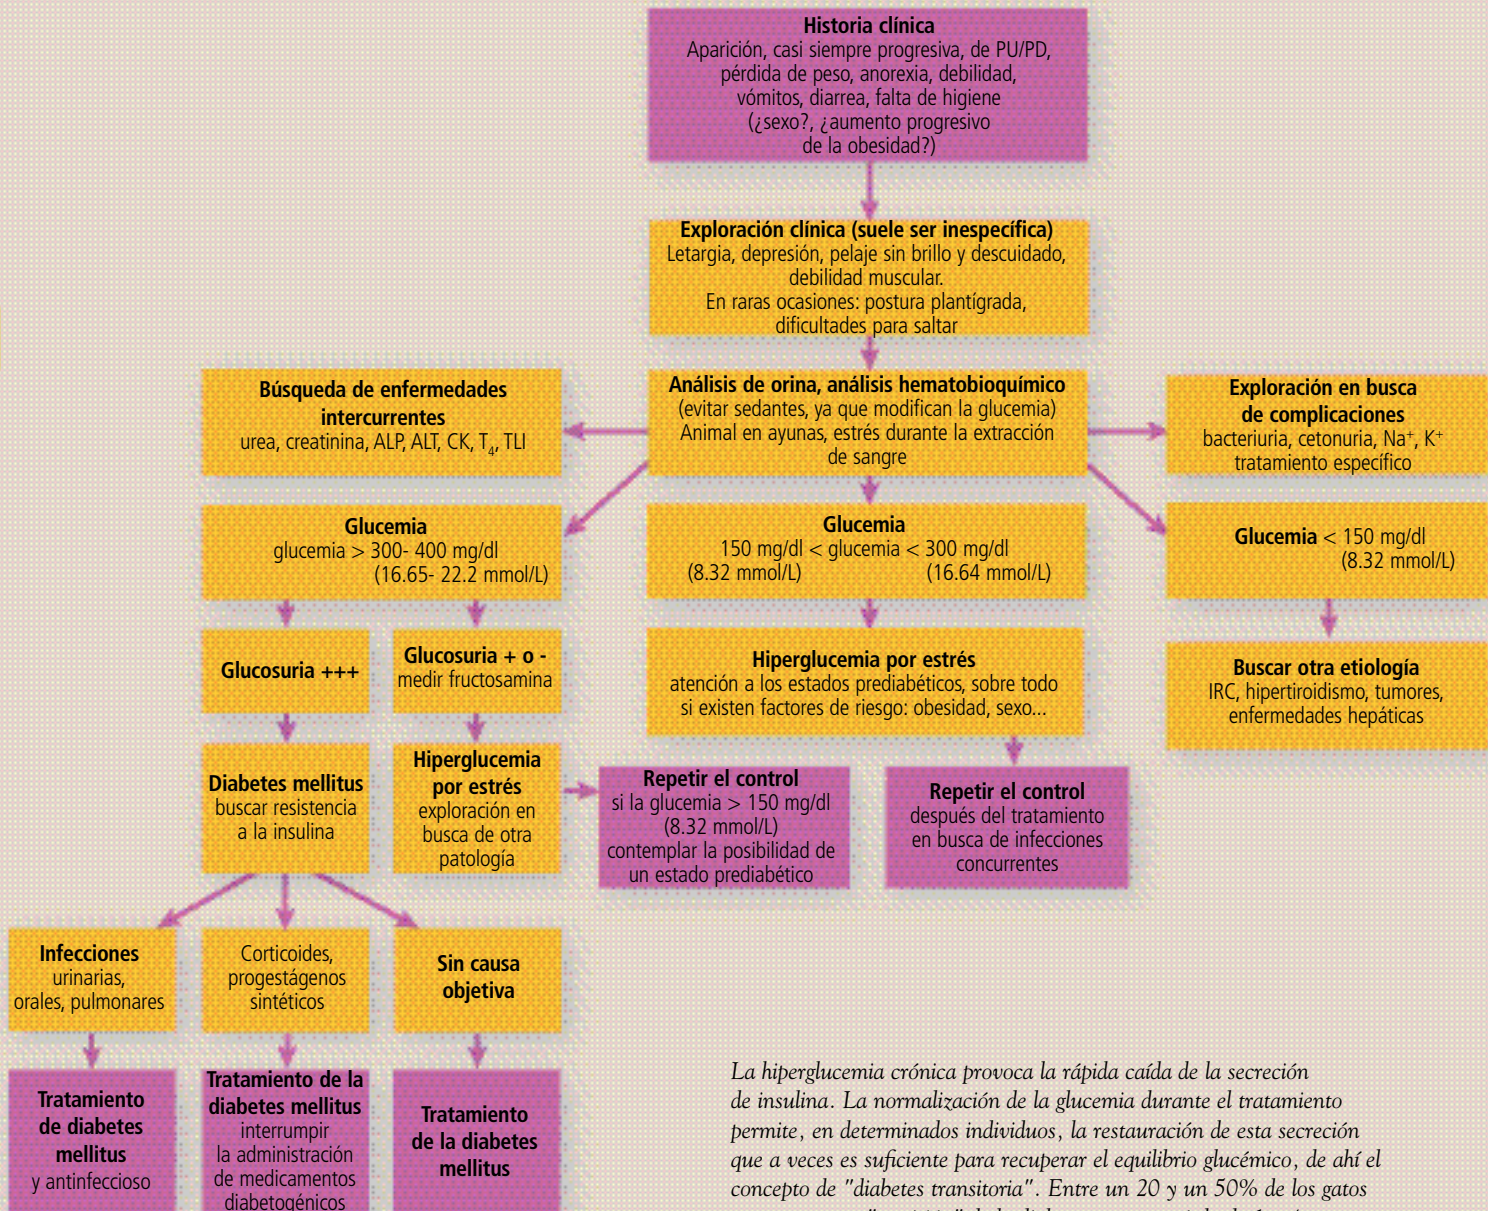 Historia clínica
Aparición, casi siempre progresiva, de PU/PD,
pérdida de peso, anorexia, debilidad,
vómitos, diarrea, falta de higiene
(¿sexo?, ¿aumento progresivo
de la obesidad?)
Exploración clínica (suele ser inespecífica)
Letargia, depresión, pelaje sin brillo y descuidado,
debilidad muscular.
En raras ocasiones: postura plantígrada,
dificultades para saltar
Búsqueda de enfermedades
intercurrentes
urea, creatinina, ALP, ALT, CK, T4, TLI
Análisis de orina, análisis hematobioquímico
(evitar sedantes, ya que modifican la glucemia)
Animal en ayunas, estrés durante la extracción
de sangre
Exploración en busca
de complicaciones
bacteriuria, cetonuria, Na+, K+
tratamiento específico
Glucemia
glucemia > 300- 400 mg/dl
(16.65- 22.2 mmol/L)
Glucemia
150 mg/dl < glucemia < 300 mg/dl
(8.32 mmol/L) (16.64 mmol/L)
Glucemia < 150 mg/dl
(8.32 mmol/L)
Glucosuria +++
Glucosuria + o -
medir fructosamina
Hiperglucemia por estrés
atención a los estados prediabéticos, sobre todo
si existen factores de riesgo: obesidad, sexo...
Buscar otra etiología
IRC, hipertiroidismo, tumores,
enfermedades hepáticas
Diabetes mellitus
buscar resistencia
a la insulina
Hiperglucemia
por estrés
exploración en
busca de otra
patología
Repetir el control
si la glucemia > 150 mg/dl
(8.32 mmol/L)
contemplar la posibilidad de
un estado prediabético
Repetir el control
después del tratamiento
en busca de infecciones
concurrentes
Infecciones
urinarias,
orales, pulmonares
Corticoides,
progestágenos
sintéticos
Sin causa
objetiva
Tratamiento
de diabetes
mellitus
y antinfeccioso
Tratamiento de la
diabetes mellitus
interrumpir
la administración
de medicamentos
diabetogénicos
Tratamiento
de la diabetes
mellitus
La hiperglucemia crónica provoca la rápida caída de la secreción
de insulina. La normalización de la glucemia durante el tratamiento
permite, en determinados individuos, la restauración de esta secreción
que a veces es suficiente para recuperar el equilibrio glucémico, de ahí el
concepto de "diabetes transitoria". Entre un 20 y un 50% de los gatos